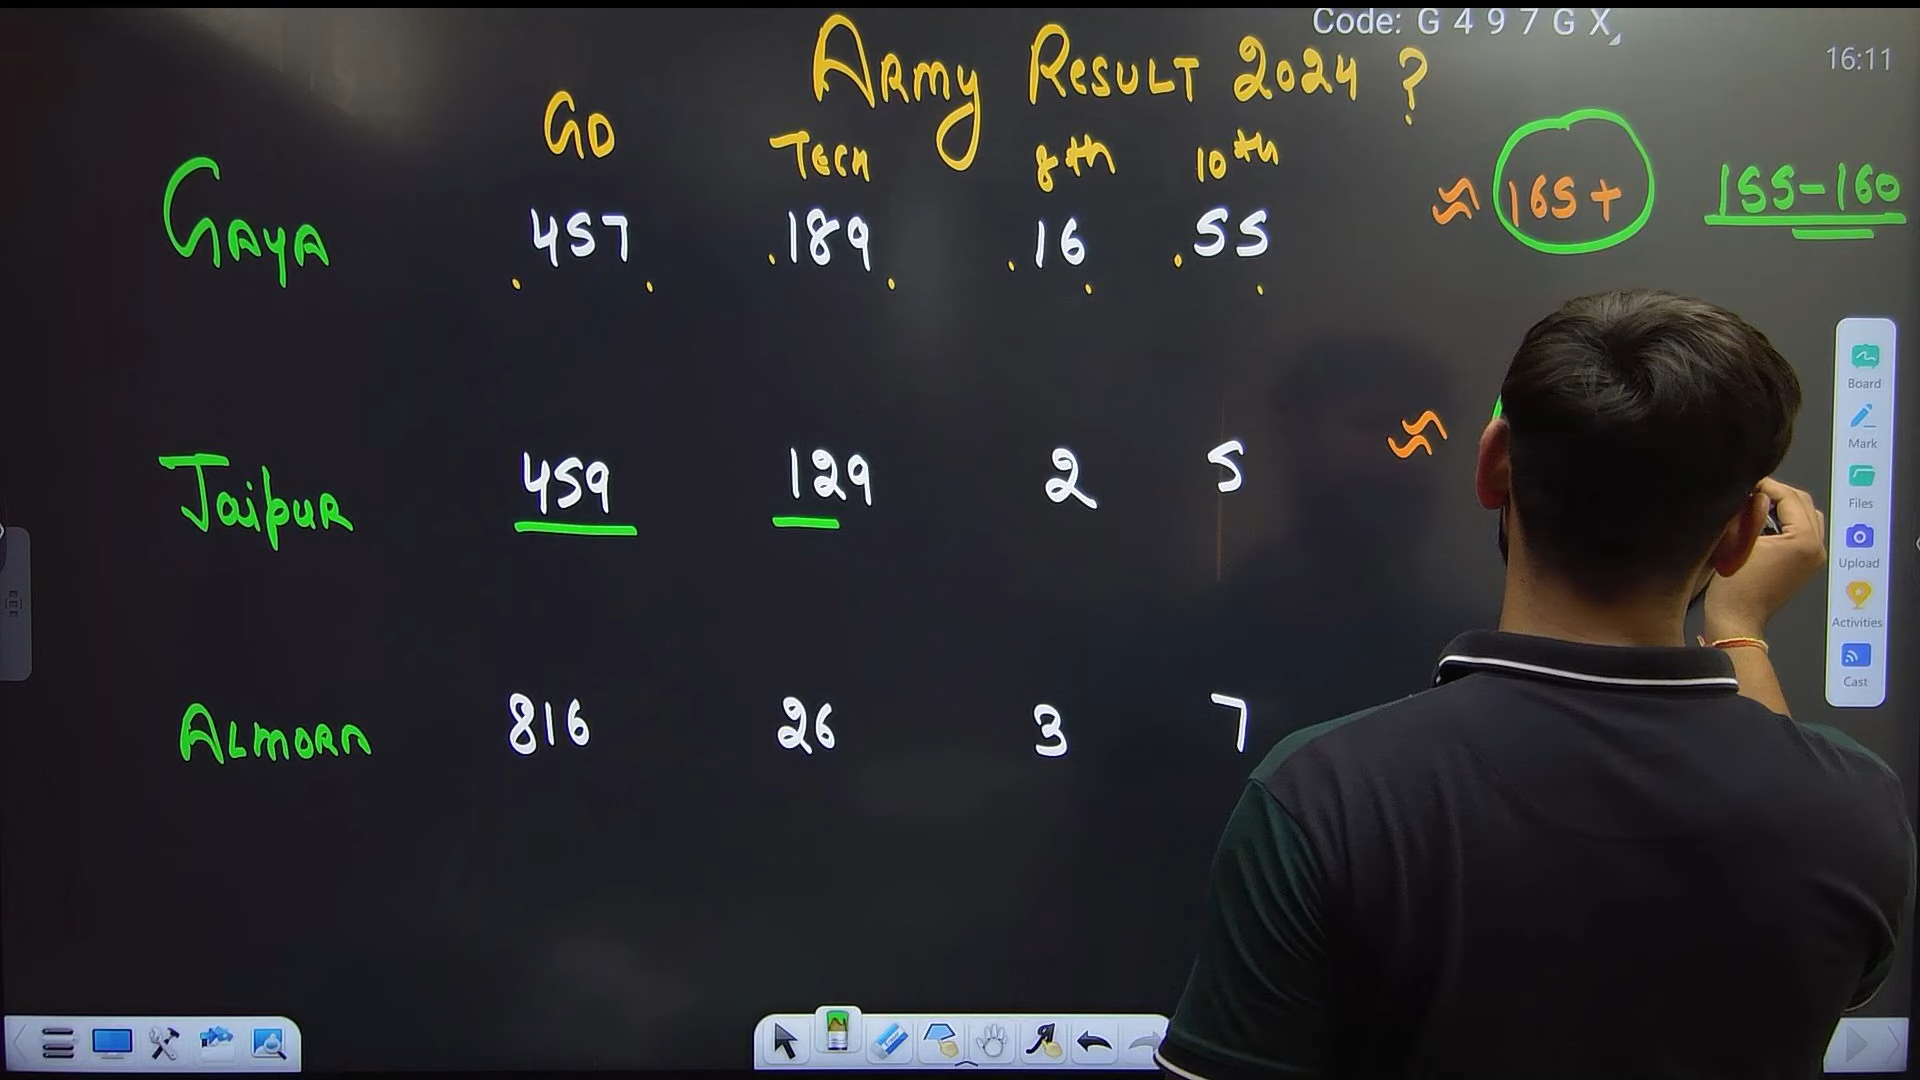 Code: G 4 9 7 G X
16:11
ARMY RESULT 2024 ?
GD TECH 8th 10th
GAYA 457 189 16 55 ≈ 165+ 155-160
Jaipur 459 129 2 5 ≈
ALMORA 816 26 3 7
Board
Mark
Files
Upload
Activities
Cast